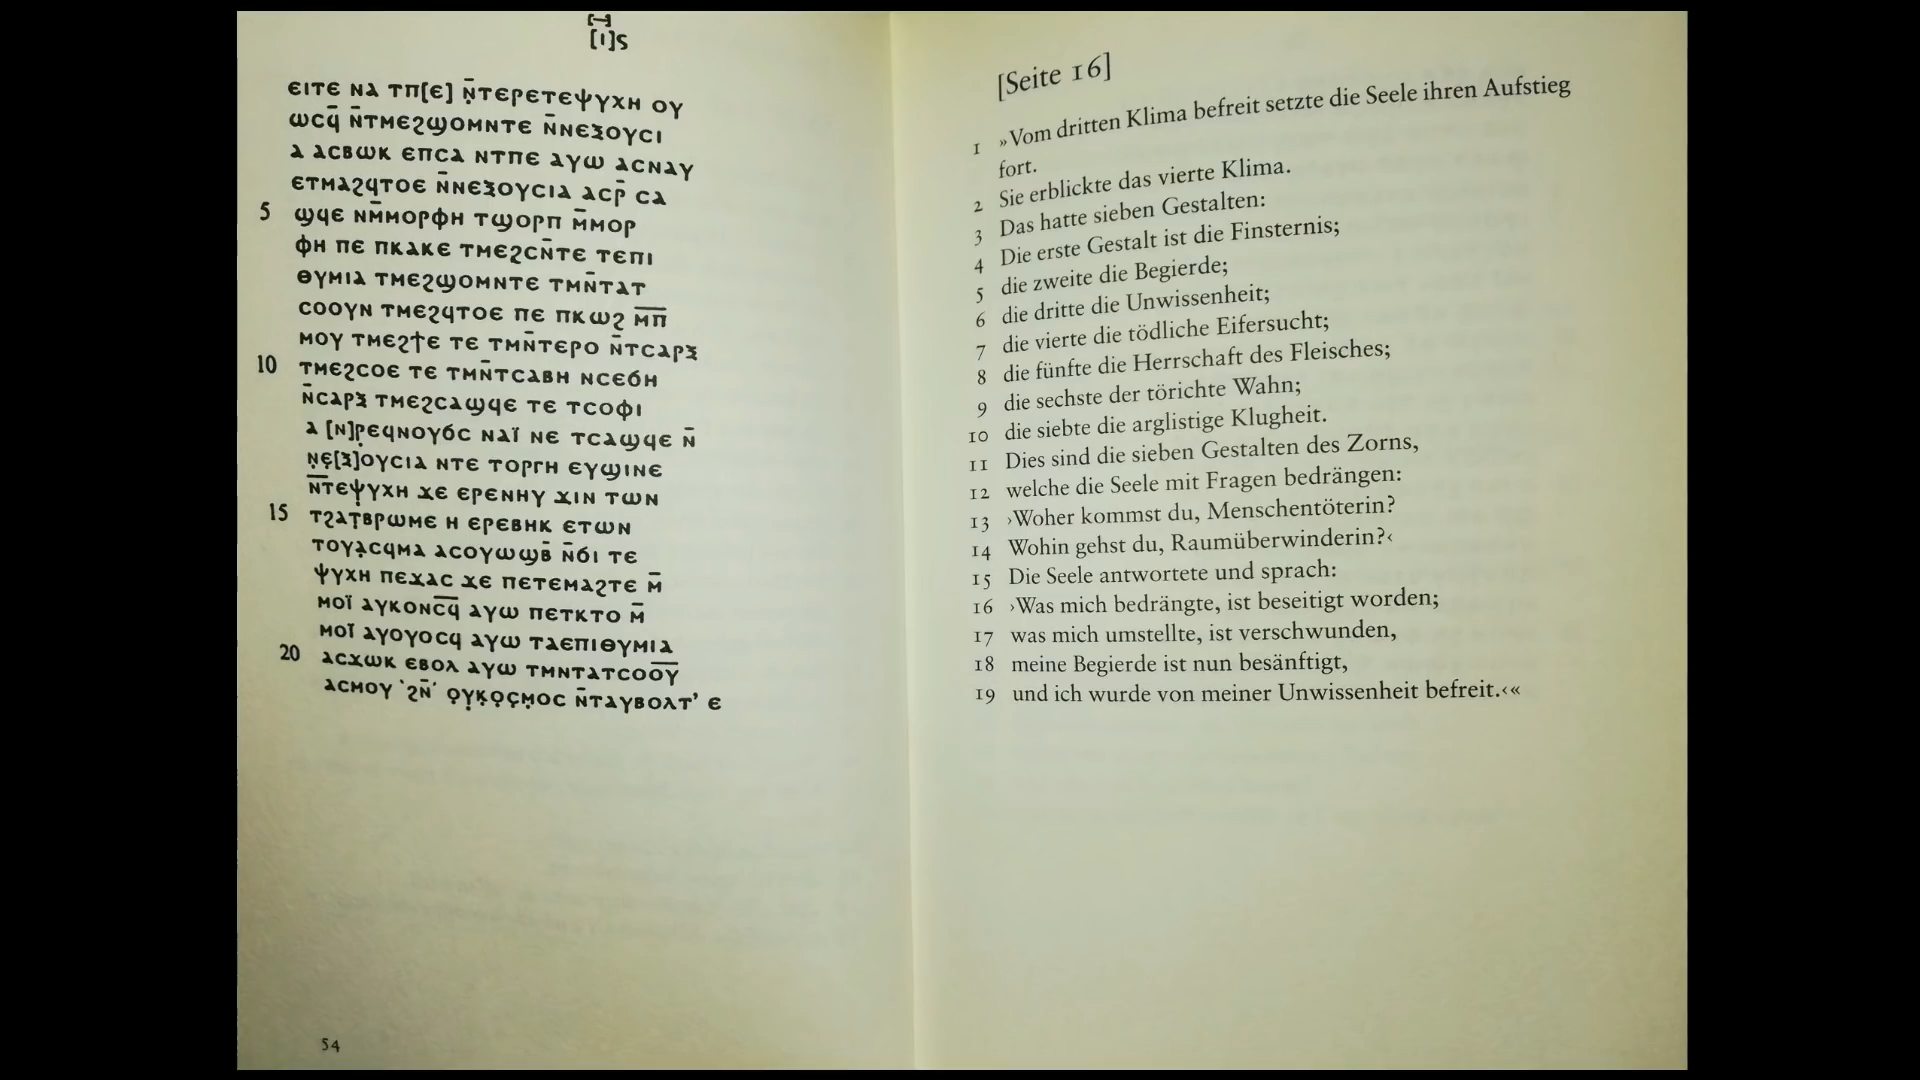 [ⲓ]ⲋ
ⲉⲓⲧⲉ ⲛⲁ ⲧⲡ[ⲉ] ⲛ̣̄ⲧⲉⲣⲉⲧⲉⲯⲩⲭⲏ ⲟⲩ
ⲱⲥϥ̄ ⲛ̄ⲧⲙⲉϩϣⲟⲙⲛⲧⲉ ⲛ̄ⲛⲉⲝⲟⲩⲥⲓ
ⲁ ⲁⲥⲃⲱⲕ ⲉⲡⲥⲁ ⲛⲧⲡⲉ ⲁⲩⲱ ⲁⲥⲛⲁⲩ
ⲉⲧⲙⲁϩϥⲧⲟⲉ ⲛ̄ⲛⲉⲝⲟⲩⲥⲓⲁ ⲁⲥⲣ̄ ⲥⲁ
5 ϣϥⲉ ⲛⲙ̄ⲙⲟⲣⲫⲏ ⲧϣⲟⲣⲡ ⲙ̄ⲙⲟⲣ
ⲫⲏ ⲡⲉ ⲡⲕⲁⲕⲉ ⲧⲙⲉϩⲥⲛ̄ⲧⲉ ⲧⲉⲡⲓ
ⲑⲩⲙⲓⲁ ⲧⲙⲉϩϣⲟⲙⲛⲧⲉ ⲧⲙⲛ̄ⲧⲁⲧ
ⲥⲟⲟⲩⲛ ⲧⲙⲉϩϥⲧⲟⲉ ⲡⲉ ⲡⲕⲱϩ ⲙ̅ⲡ̅
ⲙⲟⲩ ⲧⲙⲉϩϯⲉ ⲧⲉ ⲧⲙⲛ̄ⲧⲉⲣⲟ ⲛ̄ⲧⲥⲁⲣⲝ
10 ⲧⲙⲉϩⲥⲟⲉ ⲧⲉ ⲧⲙⲛ̄ⲧⲥⲁⲃⲏ ⲛⲥⲉϭⲏ
ⲛ̄ⲥⲁⲣⲝ ⲧⲙⲉϩⲥⲁϣϥⲉ ⲧⲉ ⲧⲥⲟⲫⲓ
ⲁ [ⲛ]ⲣ̣ⲉϥⲛⲟⲩϭⲥ ⲛⲁⲓ̈ ⲛⲉ ⲧⲥⲁϣϥⲉ ⲛ̄
ⲛ̣ⲉ̣[ⲝ]ⲟⲩⲥⲓⲁ ⲛⲧⲉ ⲧⲟⲣⲅⲏ ⲉⲩϣⲓⲛⲉ
ⲛ̅ⲧⲉⲯⲩⲭⲏ ϫⲉ ⲉⲣⲉⲛⲏⲩ ϫⲓⲛ ⲧⲱⲛ
15 ⲧϩⲁⲧ̣ⲃⲣⲱⲙⲉ ⲏ ⲉⲣⲉⲃⲏⲕ ⲉⲧⲱⲛ
ⲧⲟⲩⲁ̣ⲥϥⲙⲁ ⲁⲥⲟⲩⲱϣⲃ̄ ⲛ̄ϭⲓ ⲧⲉ
ⲯⲩⲭⲏ ⲡⲉϫⲁⲥ ϫⲉ ⲡⲉⲧⲉⲙⲁϩⲧⲉ ⲙ̄
ⲙⲟⲓ̈ ⲁⲩⲕⲟⲛⲥ̅ϥ̅ ⲁⲩⲱ ⲡⲉⲧⲕⲧⲟ ⲙ̄
ⲙⲟⲓ̈ ⲁⲩⲟⲩⲟⲥϥ ⲁⲩⲱ ⲧⲁⲉⲡⲓⲑⲩⲙⲓⲁ
20 ⲁⲥϫⲱⲕ ⲉⲃⲟⲗ ⲁⲩⲱ ⲧⲙⲛⲧⲁⲧⲥⲟⲟ̅ⲩ̅
ⲁⲥⲙⲟⲩ ‵ϩⲛ̄′ ⲟ̣ⲩ̣ⲕ̣ⲟ̣ⲥ̣ⲙ̣ⲟⲥ ⲛ̄ⲧⲁⲩⲃⲟⲗⲧ’ ⲉ
54
[Seite 16]
1 »Vom dritten Klima befreit setzte die Seele ihren Aufstieg
fort.
2 Sie erblickte das vierte Klima.
3 Das hatte sieben Gestalten:
4 Die erste Gestalt ist die Finsternis;
5 die zweite die Begierde;
6 die dritte die Unwissenheit;
7 die vierte die tödliche Eifersucht;
8 die fünfte die Herrschaft des Fleisches;
9 die sechste der törichte Wahn;
10 die siebte die arglistige Klugheit.
11 Dies sind die sieben Gestalten des Zorns,
12 welche die Seele mit Fragen bedrängen:
13 ›Woher kommst du, Menschentöterin?
14 Wohin gehst du, Raumüberwinderin?‹
15 Die Seele antwortete und sprach:
16 ›Was mich bedrängte, ist beseitigt worden;
17 was mich umstellte, ist verschwunden,
18 meine Begierde ist nun besänftigt,
19 und ich wurde von meiner Unwissenheit befreit.‹«